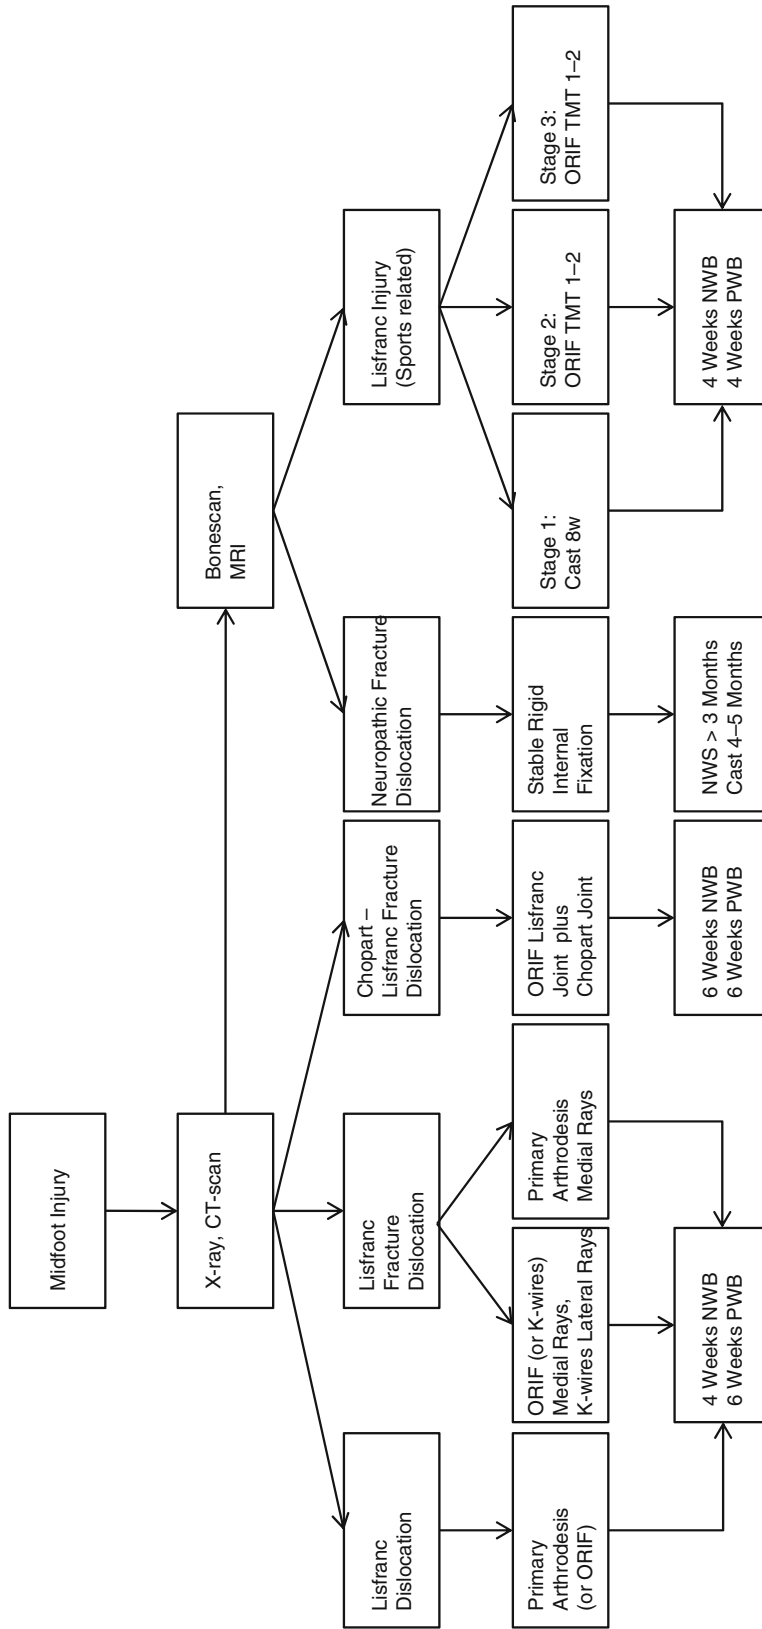 Midfoot Injury
X-ray, CT-scan
Bonescan,
MRI
Lisfranc
Dislocation
Lisfranc
Fracture
Dislocation
Chopart –
Lisfranc Fracture
Dislocation
Neuropathic Fracture
Dislocation
Lisfranc Injury
(Sports related)
Primary
Arthrodesis
(or ORIF)
ORIF (or K-wires)
Medial Rays,
K-wires Lateral Rays
Primary
Arthrodesis
Medial Rays
ORIF Lisfranc
Joint plus
Chopart Joint
Stable Rigid
Internal
Fixation
Stage 1:
Cast 8w
Stage 2:
ORIF TMT 1–2
Stage 3:
ORIF TMT 1–2
4 Weeks NWB
6 Weeks PWB
6 Weeks NWB
6 Weeks PWB
NWS > 3 Months
Cast 4–5 Months
4 Weeks NWB
4 Weeks PWB